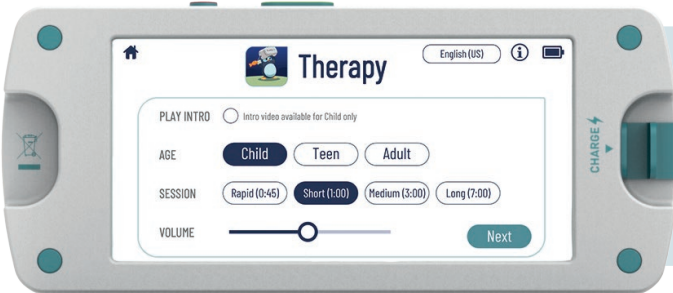 Therapy
English (US)
PLAY INTRO
Intro video available for Child only
AGE
Child
Teen
Adult
SESSION
Rapid (0:45)
Short (1:00)
Medium (3:00)
Long (7:00)
VOLUME
Next
CHARGE